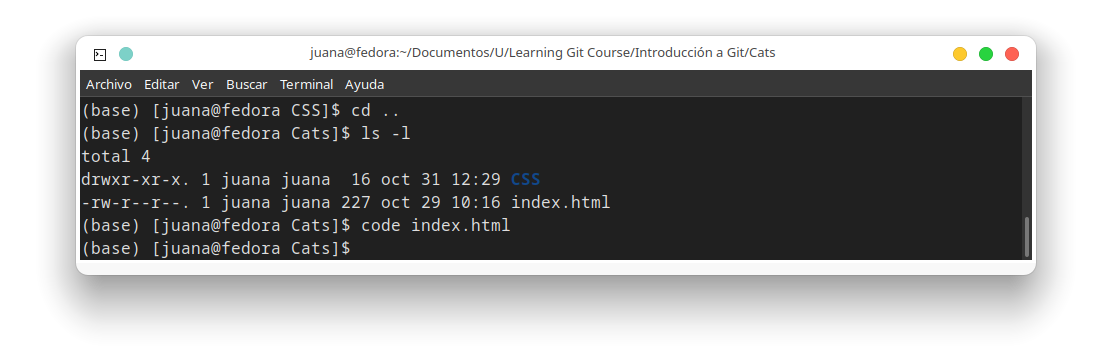 juana@fedora:~/Documentos/U/Learning Git Course/Introducción a Git/Cats
Archivo Editar Ver Buscar Terminal Ayuda
(base) [juana@fedora CSS]$ cd ..
(base) [juana@fedora Cats]$ ls -l
total 4
drwxr-xr-x. 1 juana juana  16 oct 31 12:29 CSS
-rw-r--r--. 1 juana juana 227 oct 29 10:16 index.html
(base) [juana@fedora Cats]$ code index.html
(base) [juana@fedora Cats]$